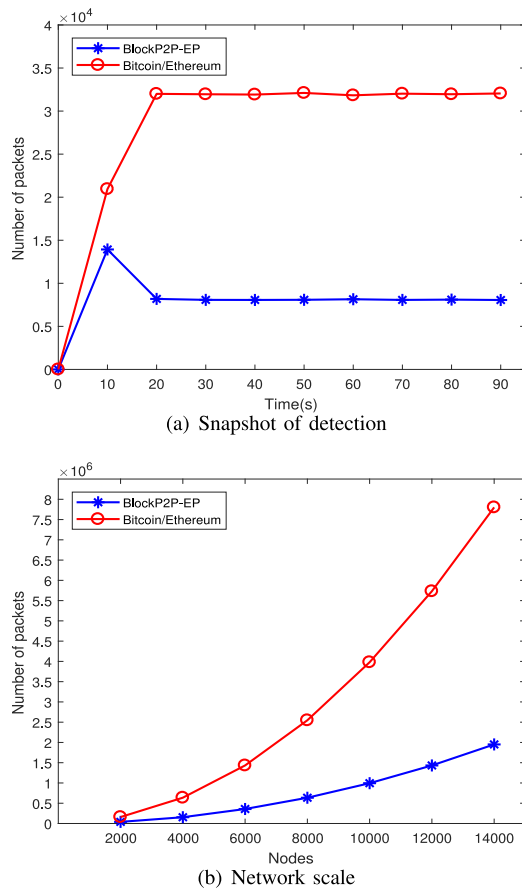 ×10^4
4
3.5
3
2.5
2
1.5
1
0.5
0
Number of packets
BlockP2P-EP
Bitcoin/Ethereum
0 10 20 30 40 50 60 70 80 90
Time(s)
(a) Snapshot of detection
×10^6
8
7.5
7
6.5
6
5.5
5
4.5
4
3.5
3
2.5
2
1.5
1
0.5
0
Number of packets
BlockP2P-EP
Bitcoin/Ethereum
2000 4000 6000 8000 10000 12000 14000
Nodes
(b) Network scale